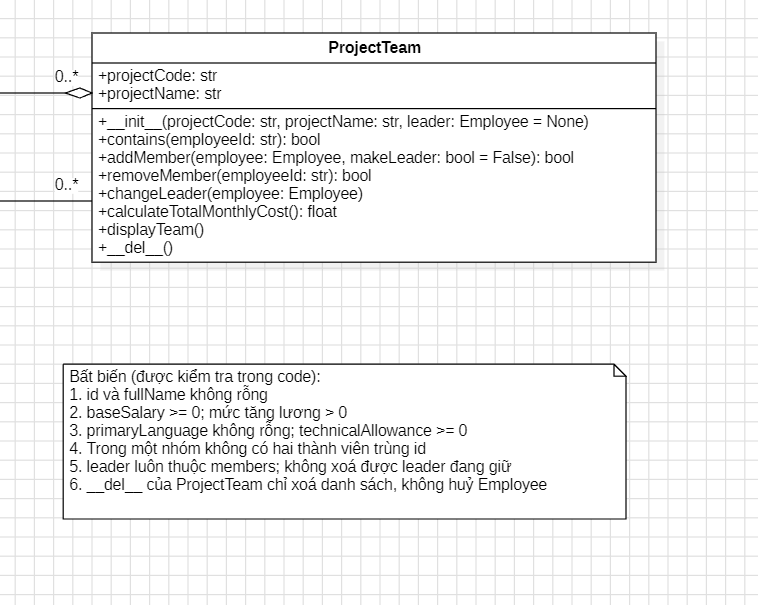 ProjectTeam
0..*
+projectCode: str
+projectName: str
+__init__(projectCode: str, projectName: str, leader: Employee = None)
+contains(employeeId: str): bool
+addMember(employee: Employee, makeLeader: bool = False): bool
+removeMember(employeeId: str): bool
0..*
+changeLeader(employee: Employee)
+calculateTotalMonthlyCost(): float
+displayTeam()
+__del__()
Bất biến (được kiểm tra trong code):
1. id và fullName không rỗng
2. baseSalary >= 0; mức tăng lương > 0
3. primaryLanguage không rỗng; technicalAllowance >= 0
4. Trong một nhóm không có hai thành viên trùng id
5. leader luôn thuộc members; không xoá được leader đang giữ
6. __del__ của ProjectTeam chỉ xoá danh sách, không huỷ Employee